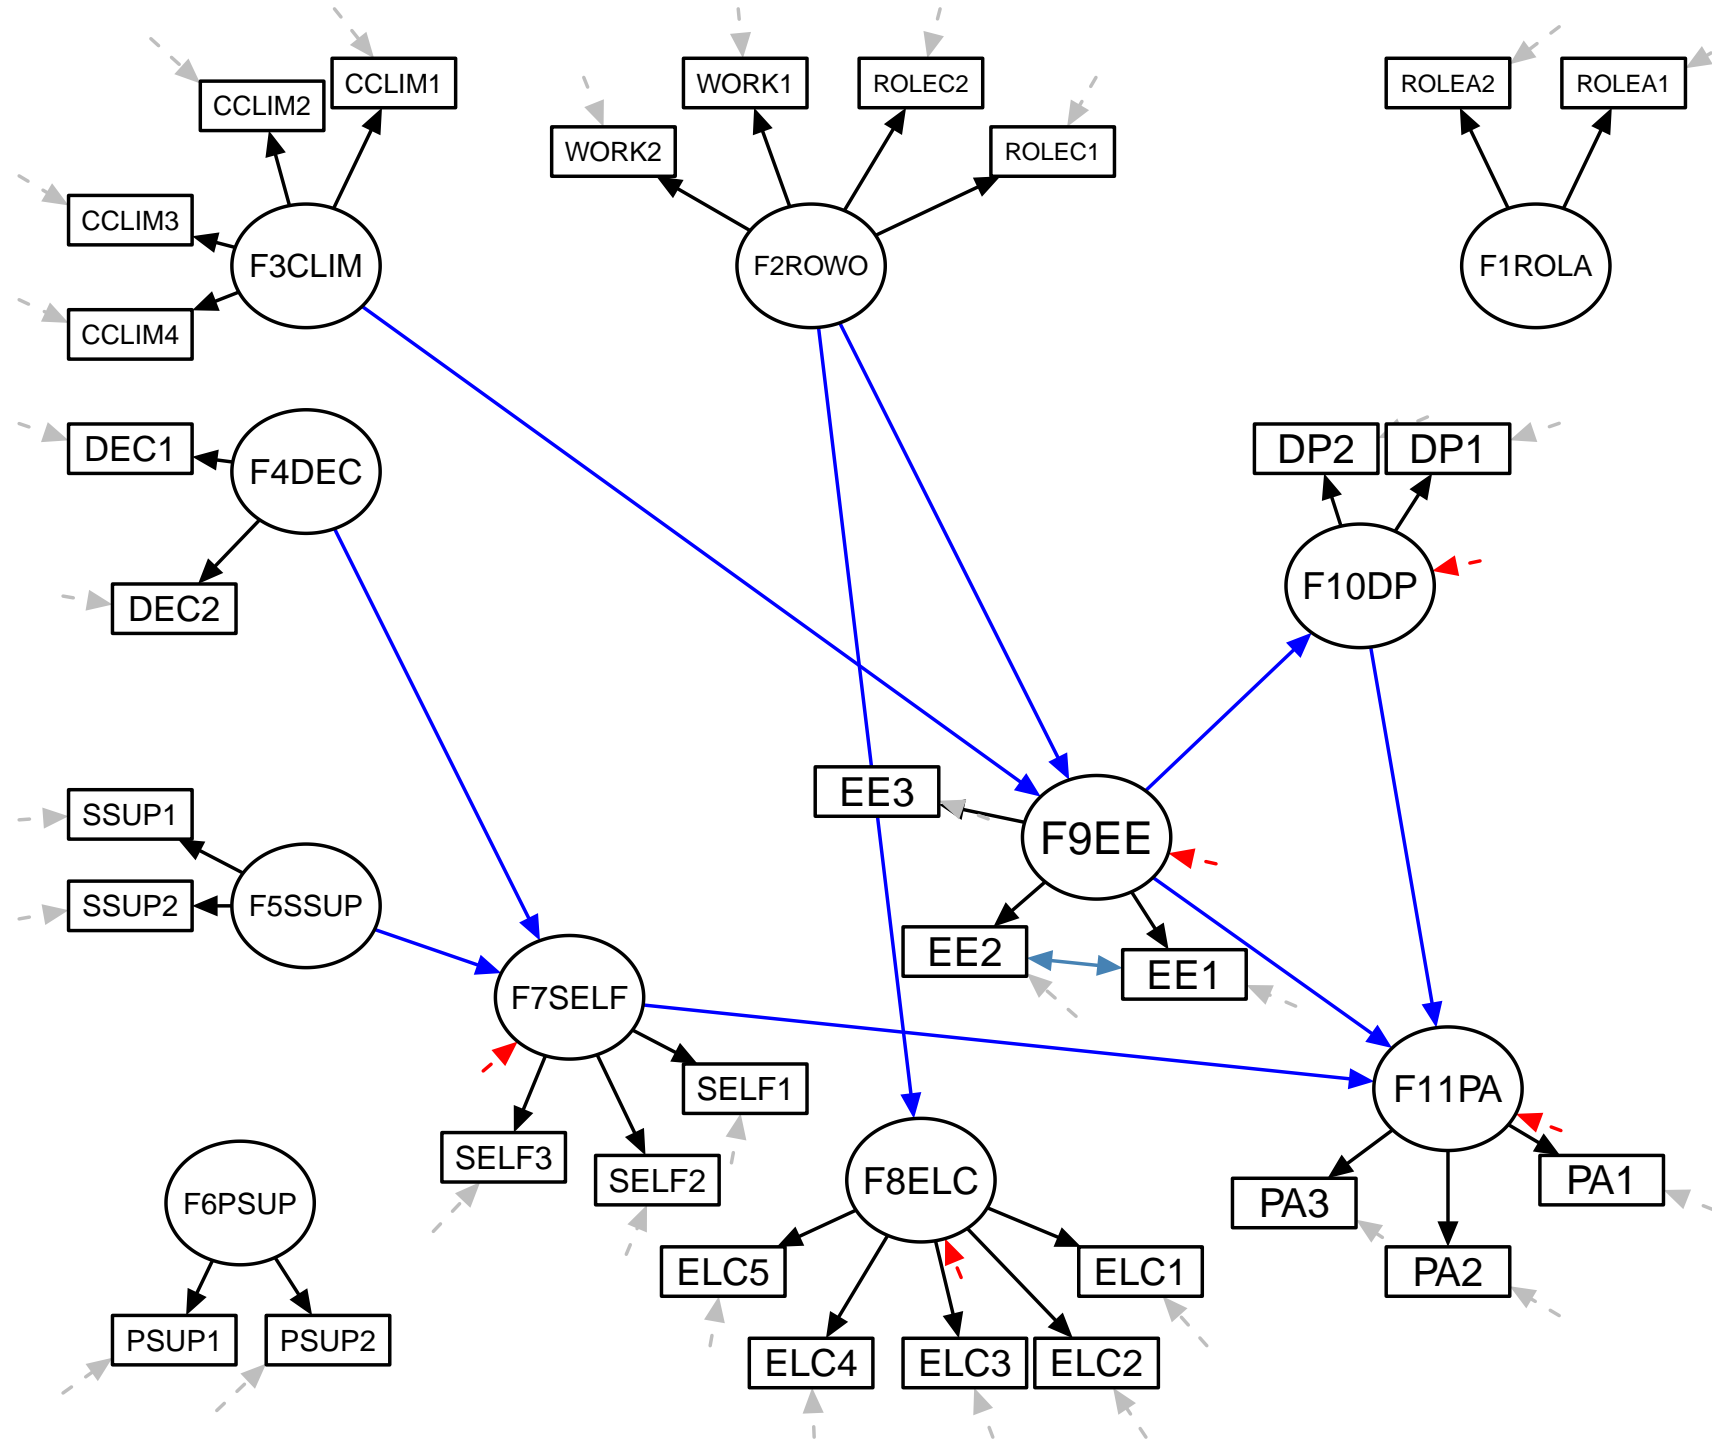 CCLIM1
CCLIM2
WORK1
ROLEC2
ROLEA2
ROLEA1
WORK2
ROLEC1
CCLIM3
F3CLIM
F2ROWO
F1ROLA
CCLIM4
DEC1
F4DEC
DP2
DP1
DEC2
F10DP
SSUP1
EE3
F9EE
SSUP2
F5SSUP
EE2
EE1
F7SELF
SELF1
F11PA
SELF3
SELF2
F8ELC
PA3
PA1
F6PSUP
ELC5
ELC1
PA2
PSUP1
PSUP2
ELC4
ELC3
ELC2